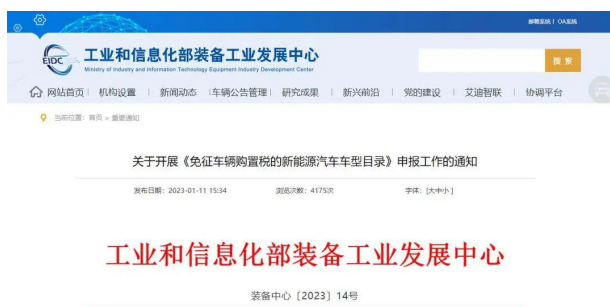 部署系统 | OA系统
EIDC
工业和信息化部装备工业发展中心
Ministry of Industry and Information Technology Equipment Industry Development Center
搜 索
网站首页 | 机构设置 | 新闻动态 | 车辆公告管理 | 研究成果 | 新兴前沿 | 党的建设 | 艾迪智联 | 协调平台
当前位置：首页 » 重要通知
关于开展《免征车辆购置税的新能源汽车车型目录》申报工作的通知
发布日期：2023-01-11 15:34 浏览次数：4175次 字体：[大中小]
工业和信息化部装备工业发展中心
装备中心〔2023〕14号